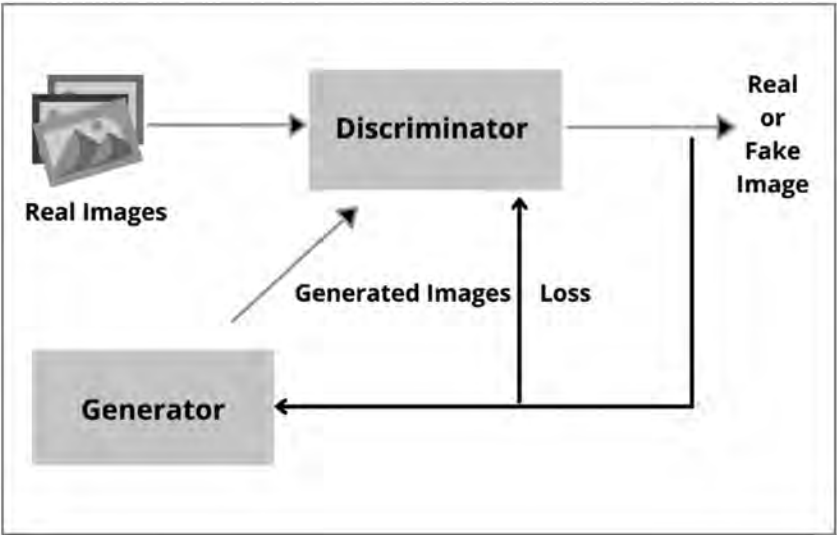 Real Images
Discriminator
Real
or
Fake
Image
Generated Images
Loss
Generator